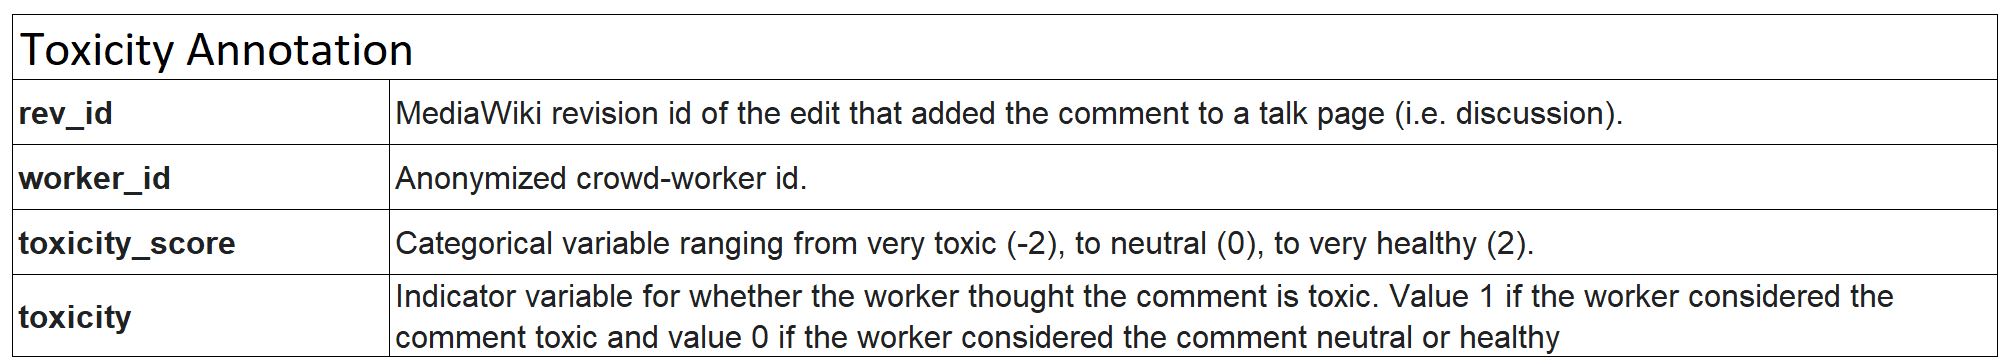 Toxicity Annotation
rev_id MediaWiki revision id of the edit that added the comment to a talk page (i.e. discussion).
worker_id Anonymized crowd-worker id.
toxicity_score Categorical variable ranging from very toxic (-2), to neutral (0), to very healthy (2).
toxicity Indicator variable for whether the worker thought the comment is toxic. Value 1 if the worker considered the
comment toxic and value 0 if the worker considered the comment neutral or healthy